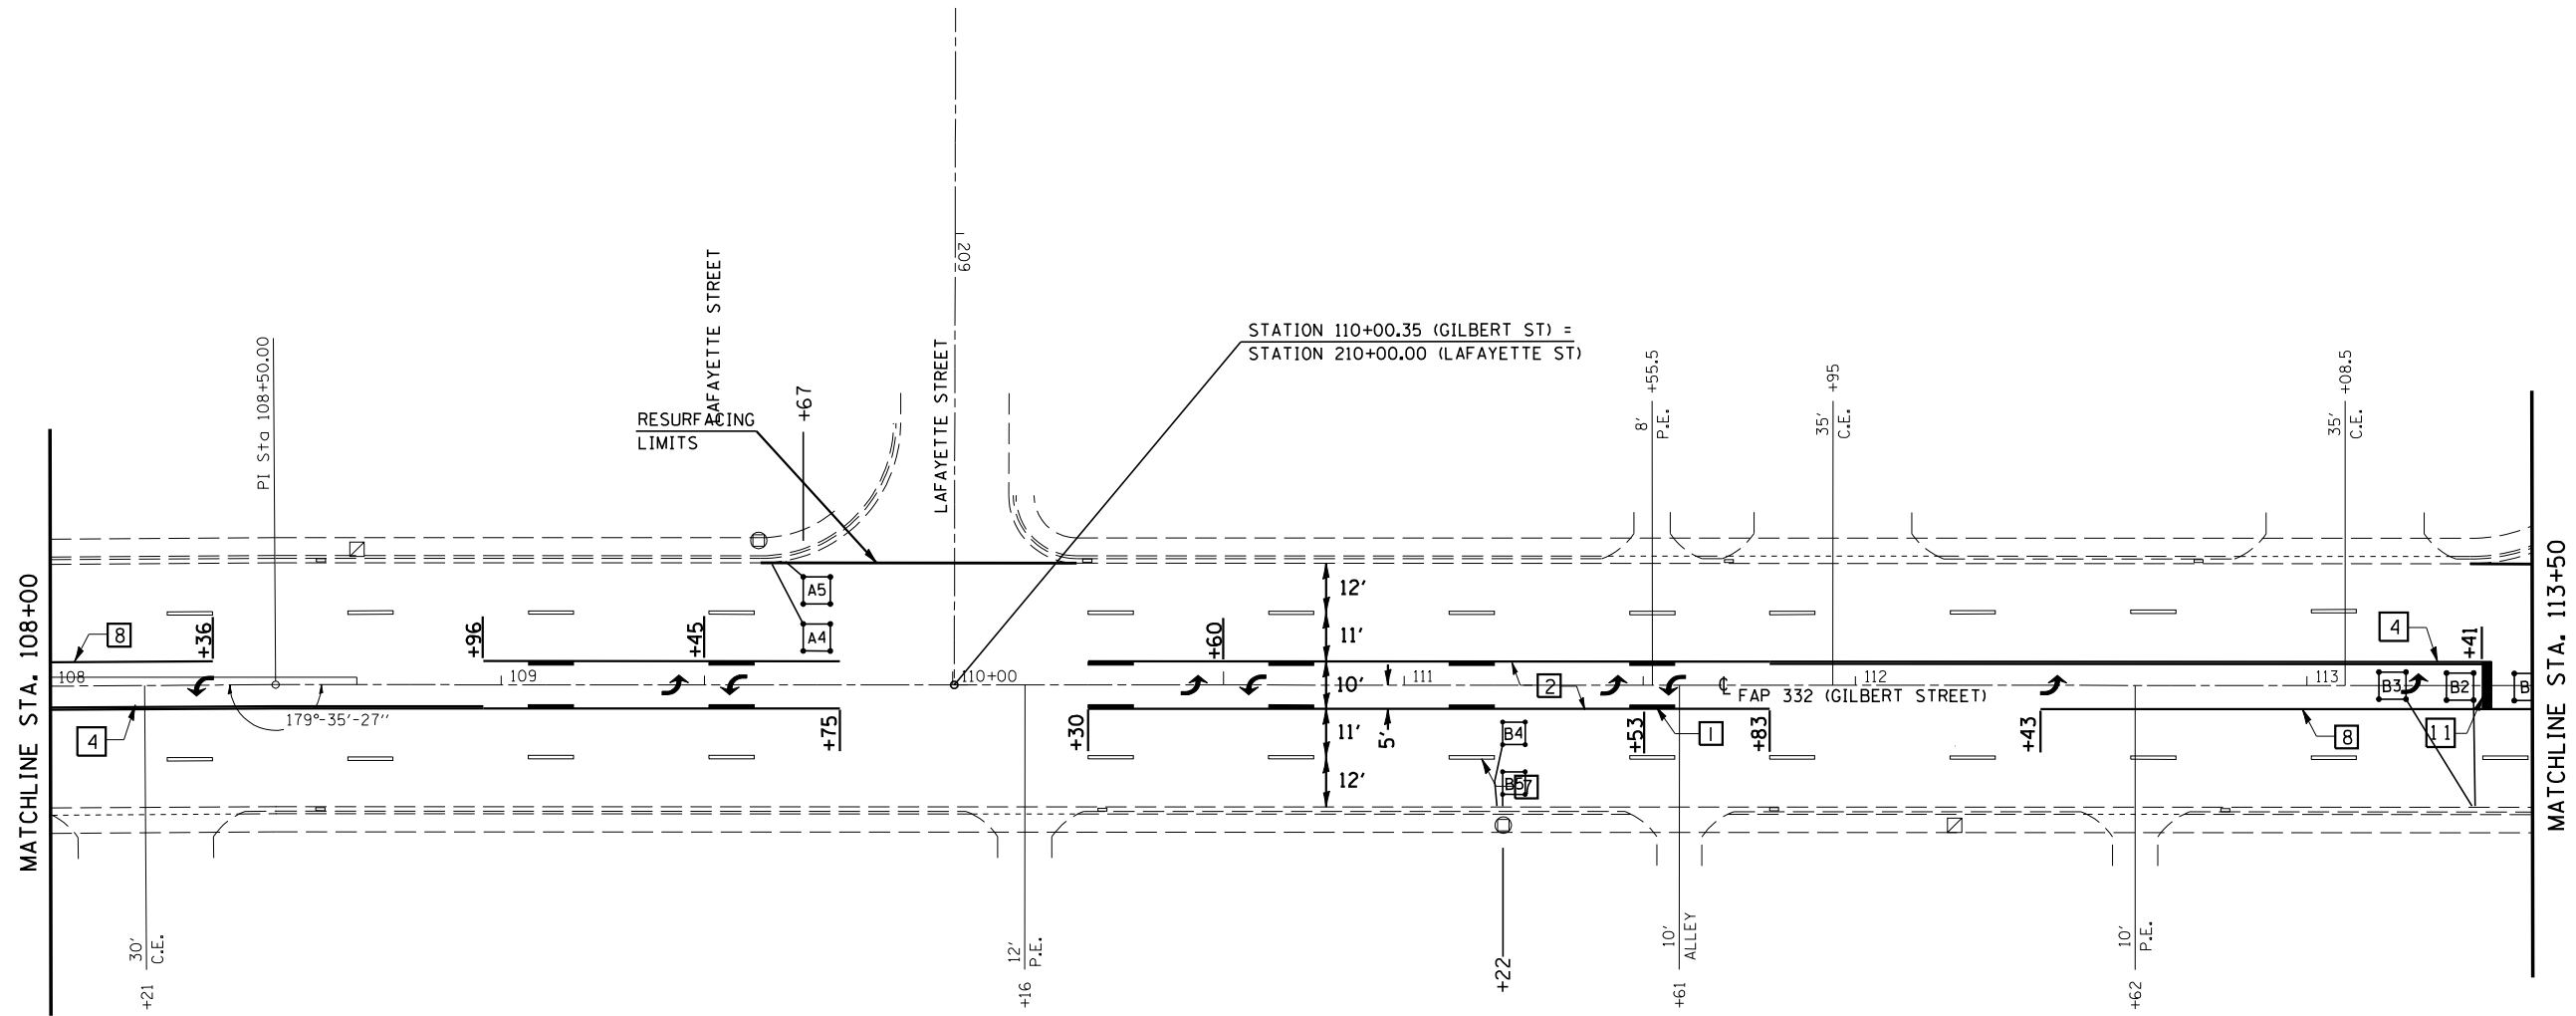 209
LAFAYETTE STREET
STATION 110+00.35 (GILBERT ST) =
STATION 210+00.00 (LAFAYETTE ST)
PI Sta 108+50.00
LAFAYETTE STREET
+67
RESURFACING
LIMITS
8' +55.5
P.E.
35' +95
C.E.
35' +08.5
C.E.
MATCHLINE STA. 108+00
MATCHLINE STA. 113+50
A5
A4
12'
11'
8
+36
+96
+45
+60
4
+41
108
109
110+00
10'
111
2
℄ FAP 332 (GILBERT STREET)
112
113
B3
B2
B
179°-35'-27''
4
+75
+30
11'
5'
B4
+53
1
+83
+43
8
11
12'
B5
7
30'
C.E.
+21
12'
P.E.
+16
+22
10'
ALLEY
+61
10'
P.E.
+62